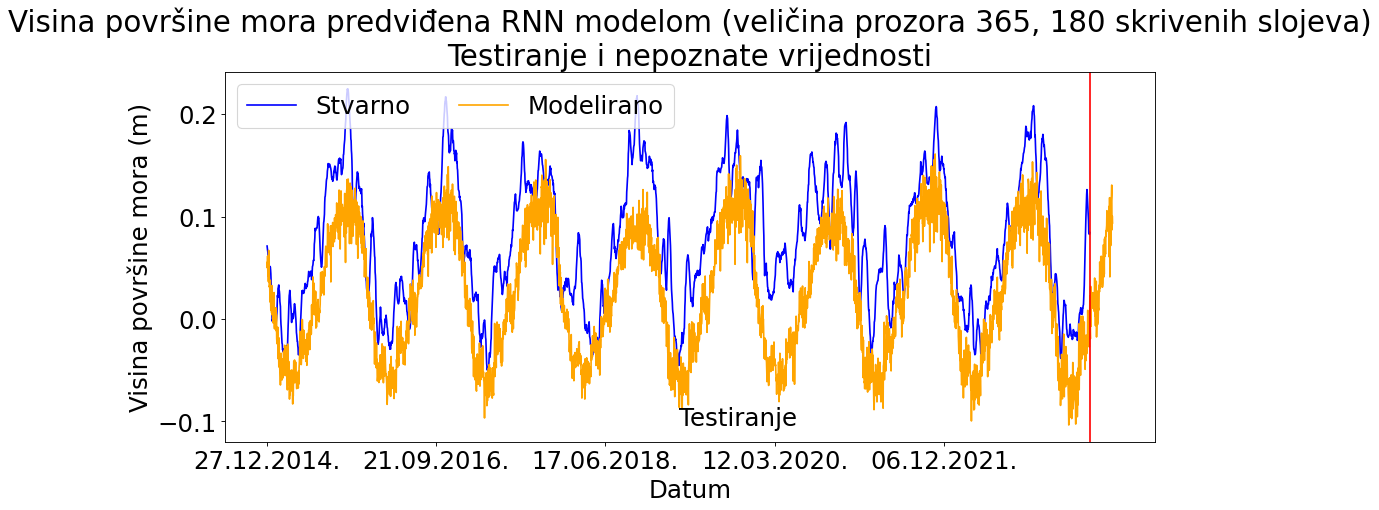 Visina površine mora predviđena RNN modelom (veličina prozora 365, 180 skrivenih slojeva)
Testiranje i nepoznate vrijednosti
Stvarno
Modelirano
Visina površine mora (m)
0.2
0.1
0.0
−0.1
Testiranje
27.12.2014.
21.09.2016.
17.06.2018.
12.03.2020.
06.12.2021.
Datum